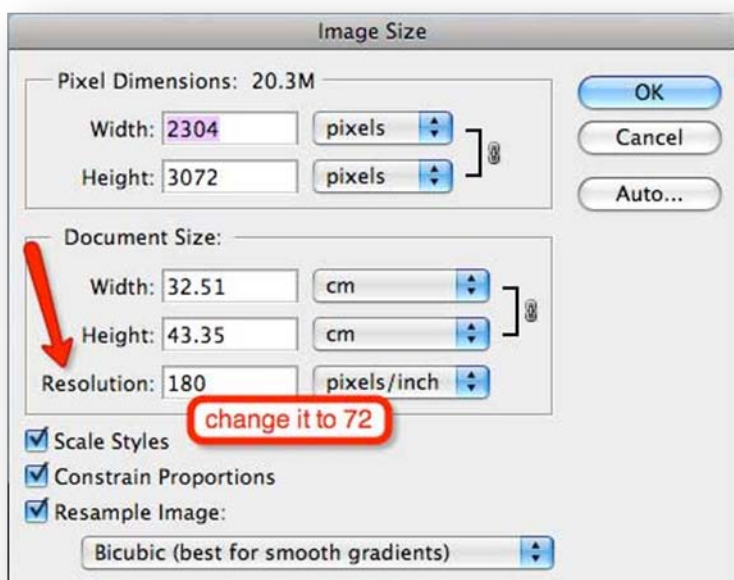 Image Size
Pixel Dimensions: 20.3M
Width: 2304 pixels
Height: 3072 pixels
OK
Cancel
Auto...
Document Size:
Width: 32.51 cm
Height: 43.35 cm
Resolution: 180 pixels/inch
change it to 72
Scale Styles
Constrain Proportions
Resample Image:
Bicubic (best for smooth gradients)